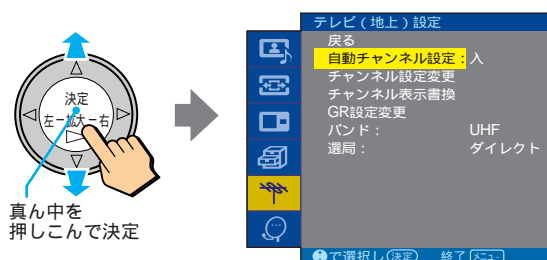 決定
左－拡大－右
真ん中を
押しこんで決定
テレビ（地上）設定
戻る
自動チャンネル設定：入
チャンネル設定変更
チャンネル表示書換
GR設定変更
バンド： UHF
選局： ダイレクト
で選択し 決定 終了 メニュー